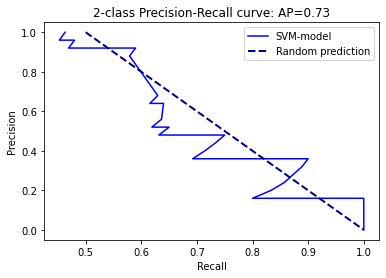 2-class Precision-Recall curve: AP=0.73
SVM-model
Random prediction
Precision
1.0
0.8
0.6
0.4
0.2
0.0
0.5 0.6 0.7 0.8 0.9 1.0
Recall